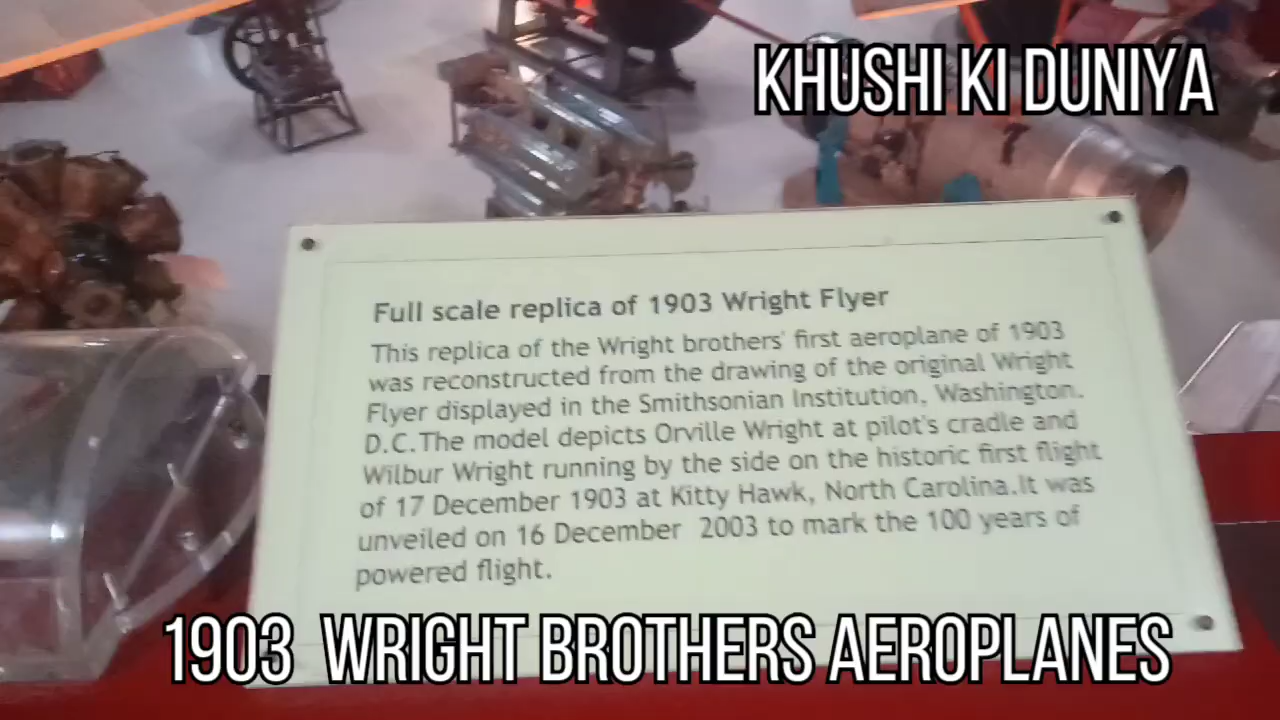 KHUSHI KI DUNIYA
Full scale replica of 1903 Wright Flyer
This replica of the Wright brothers' first aeroplane of 1903
was reconstructed from the drawing of the original Wright
Flyer displayed in the Smithsonian Institution, Washington.
D.C.The model depicts Orville Wright at pilot's cradle and
Wilbur Wright running by the side on the historic first flight
of 17 December 1903 at Kitty Hawk, North Carolina.It was
unveiled on 16 December 2003 to mark the 100 years of
powered flight.
1903 WRIGHT BROTHERS AEROPLANES